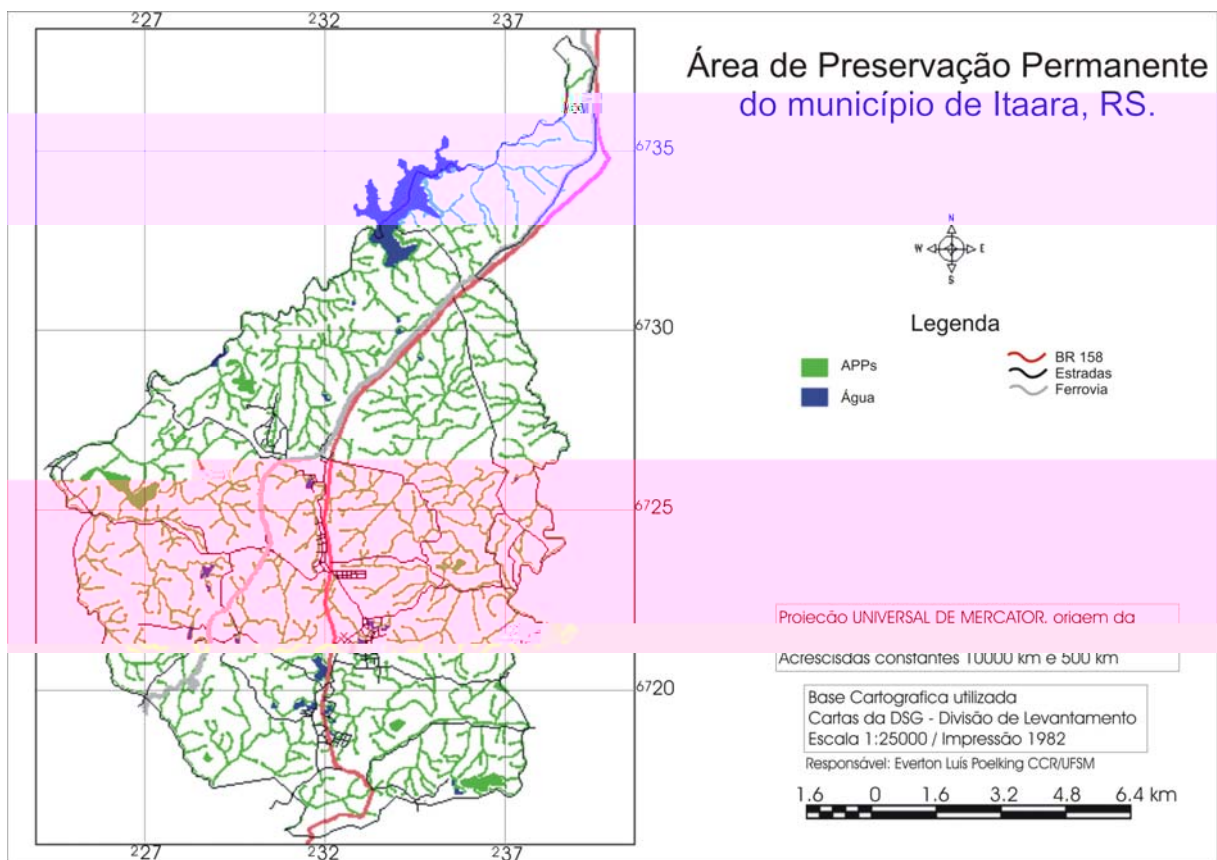 227 232 237
Área de Preservação Permanente
do município de Itaara, RS.
6735
N
W E
S
6730
Legenda
APPs
Água
BR 158
Estradas
Ferrovia
6725
Projeção UNIVERSAL DE MERCATOR, origem da
Acrescisdas constantes 10000 km e 500 km
6720
Base Cartografica utilizada
Cartas da DSG - Divisão de Levantamento
Escala 1:25000 / Impressão 1982
Responsável: Everton Luís Poelking CCR/UFSM
1.6 0 1.6 3.2 4.8 6.4 km
227 232 237